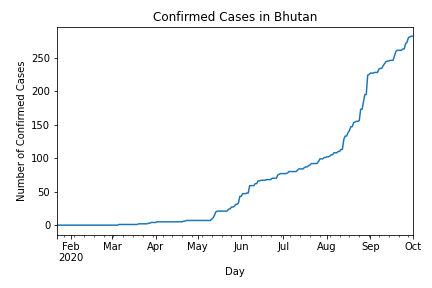 Confirmed Cases in Bhutan
Number of Confirmed Cases
250
200
150
100
50
0
Feb Mar Apr May Jun Jul Aug Sep Oct
2020
Day